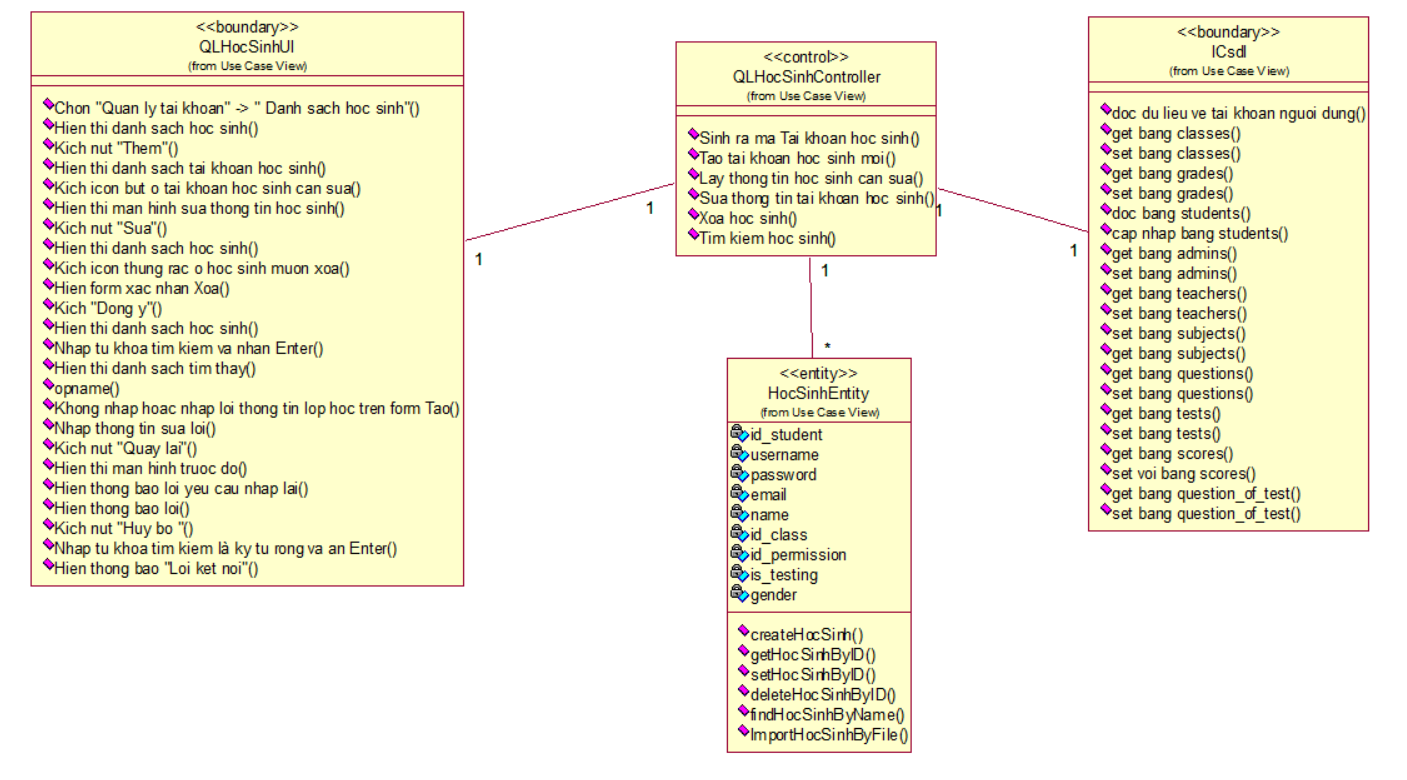 <<boundary>>
QLHocSinhUI
(from Use Case View)
Chon "Quan ly tai khoan" -> " Danh sach hoc sinh"()
Hien thi danh sach hoc sinh()
Kich nut "Them"()
Hien thi danh sach tai khoan hoc sinh()
Kich icon but o tai khoan hoc sinh can sua()
Hien thi man hinh sua thong tin hoc sinh()
Kich nut "Sua"()
Hien thi danh sach hoc sinh()
Kich icon thung rac o hoc sinh muon xoa()
Hien form xac nhan Xoa()
Kich "Dong y"()
Hien thi danh sach hoc sinh()
Nhap tu khoa tim kiem va nhan Enter()
Hien thi danh sach tim thay()
opname()
Khong nhap hoac nhap loi thong tin lop hoc tren form Tao()
Nhap thong tin sua loi()
Kich nut "Quay lai"()
Hien thi man hinh truoc do()
Hien thong bao loi yeu cau nhap lai()
Hien thong bao loi()
Kich nut "Huy bo "()
Nhap tu khoa tim kiem là ky tu rong va an Enter()
Hien thong bao "Loi ket noi"()
1
1
<<control>>
QLHocSinhController
(from Use Case View)
Sinh ra ma Tai khoan hoc sinh()
Tao tai khoan hoc sinh moi()
Lay thong tin hoc sinh can sua()
Sua thong tin tai khoan hoc sinh()
Xoa hoc sinh()
Tim kiem hoc sinh()
1
1
1
*
<<entity>>
HocSinhEntity
(from Use Case View)
id_student
username
password
email
name
id_class
id_permission
is_testing
gender
createHocSinh()
getHocSinhByID()
setHocSinhByID()
deleteHocSinhByID()
findHocSinhByName()
ImportHocSinhByFile()
<<boundary>>
ICsdl
(from Use Case View)
doc du lieu ve tai khoan nguoi dung()
get bang classes()
set bang classes()
get bang grades()
set bang grades()
doc bang students()
cap nhap bang students()
get bang admins()
set bang admins()
get bang teachers()
set bang teachers()
set bang subjects()
get bang subjects()
get bang questions()
set bang questions()
get bang tests()
set bang tests()
get bang scores()
set voi bang scores()
get bang question_of_test()
set bang question_of_test()